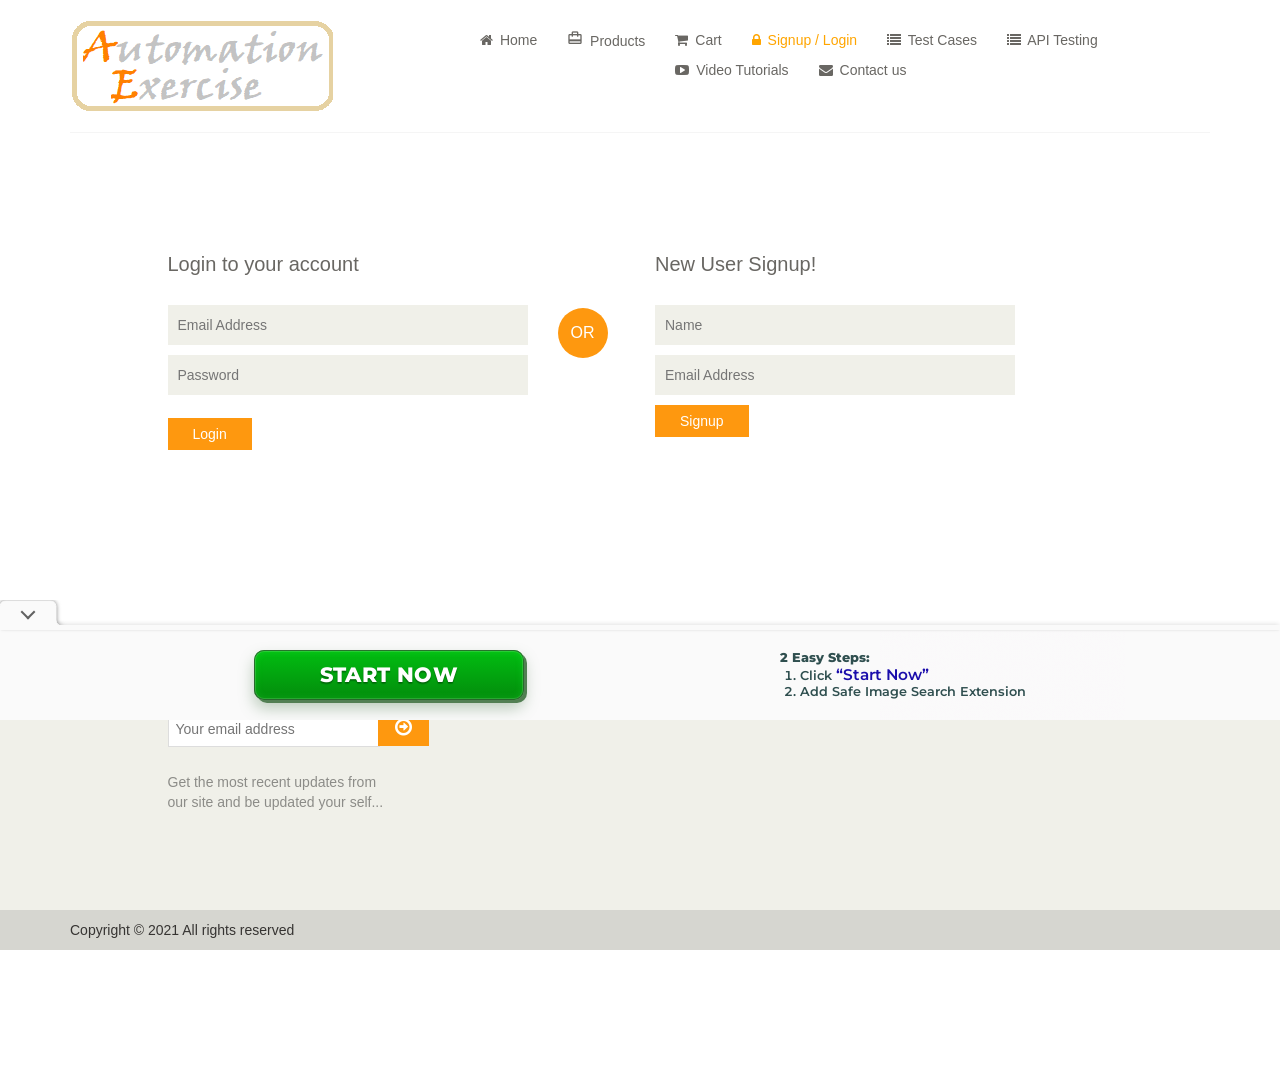 Automation
Exercise
Home
Products
Cart
Signup / Login
Test Cases
API Testing
Video Tutorials
Contact us
Login to your account
Email Address
Password
Login
OR
New User Signup!
Name
Email Address
Signup
START NOW
2 Easy Steps:
1. Click “Start Now”
2. Add Safe Image Search Extension
Your email address
Get the most recent updates from
our site and be updated your self...
Copyright © 2021 All rights reserved